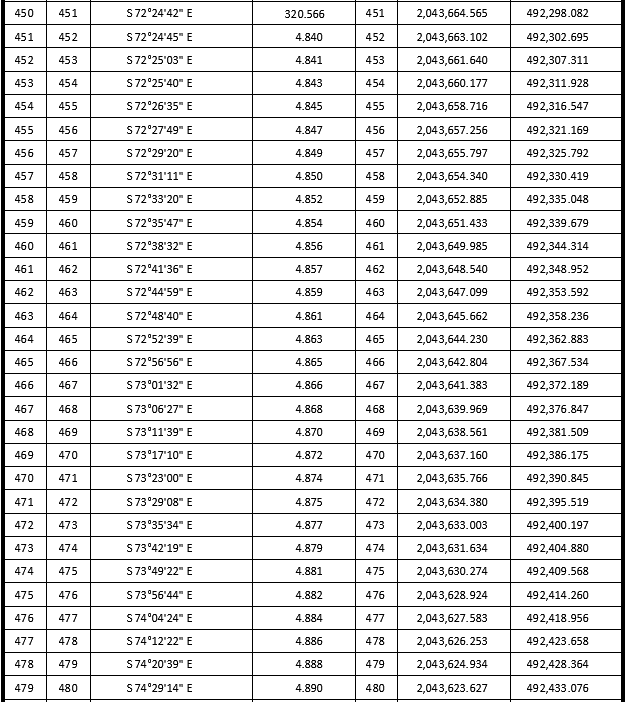 450 451 S 72°24'42" E 320.566 451 2,043,664.565 492,298.082
451 452 S 72°24'45" E 4.840 452 2,043,663.102 492,302.695
452 453 S 72°25'03" E 4.841 453 2,043,661.640 492,307.311
453 454 S 72°25'40" E 4.843 454 2,043,660.177 492,311.928
454 455 S 72°26'35" E 4.845 455 2,043,658.716 492,316.547
455 456 S 72°27'49" E 4.847 456 2,043,657.256 492,321.169
456 457 S 72°29'20" E 4.849 457 2,043,655.797 492,325.792
457 458 S 72°31'11" E 4.850 458 2,043,654.340 492,330.419
458 459 S 72°33'20" E 4.852 459 2,043,652.885 492,335.048
459 460 S 72°35'47" E 4.854 460 2,043,651.433 492,339.679
460 461 S 72°38'32" E 4.856 461 2,043,649.985 492,344.314
461 462 S 72°41'36" E 4.857 462 2,043,648.540 492,348.952
462 463 S 72°44'59" E 4.859 463 2,043,647.099 492,353.592
463 464 S 72°48'40" E 4.861 464 2,043,645.662 492,358.236
464 465 S 72°52'39" E 4.863 465 2,043,644.230 492,362.883
465 466 S 72°56'56" E 4.865 466 2,043,642.804 492,367.534
466 467 S 73°01'32" E 4.866 467 2,043,641.383 492,372.189
467 468 S 73°06'27" E 4.868 468 2,043,639.969 492,376.847
468 469 S 73°11'39" E 4.870 469 2,043,638.561 492,381.509
469 470 S 73°17'10" E 4.872 470 2,043,637.160 492,386.175
470 471 S 73°23'00" E 4.874 471 2,043,635.766 492,390.845
471 472 S 73°29'08" E 4.875 472 2,043,634.380 492,395.519
472 473 S 73°35'34" E 4.877 473 2,043,633.003 492,400.197
473 474 S 73°42'19" E 4.879 474 2,043,631.634 492,404.880
474 475 S 73°49'22" E 4.881 475 2,043,630.274 492,409.568
475 476 S 73°56'44" E 4.882 476 2,043,628.924 492,414.260
476 477 S 74°04'24" E 4.884 477 2,043,627.583 492,418.956
477 478 S 74°12'22" E 4.886 478 2,043,626.253 492,423.658
478 479 S 74°20'39" E 4.888 479 2,043,624.934 492,428.364
479 480 S 74°29'14" E 4.890 480 2,043,623.627 492,433.076